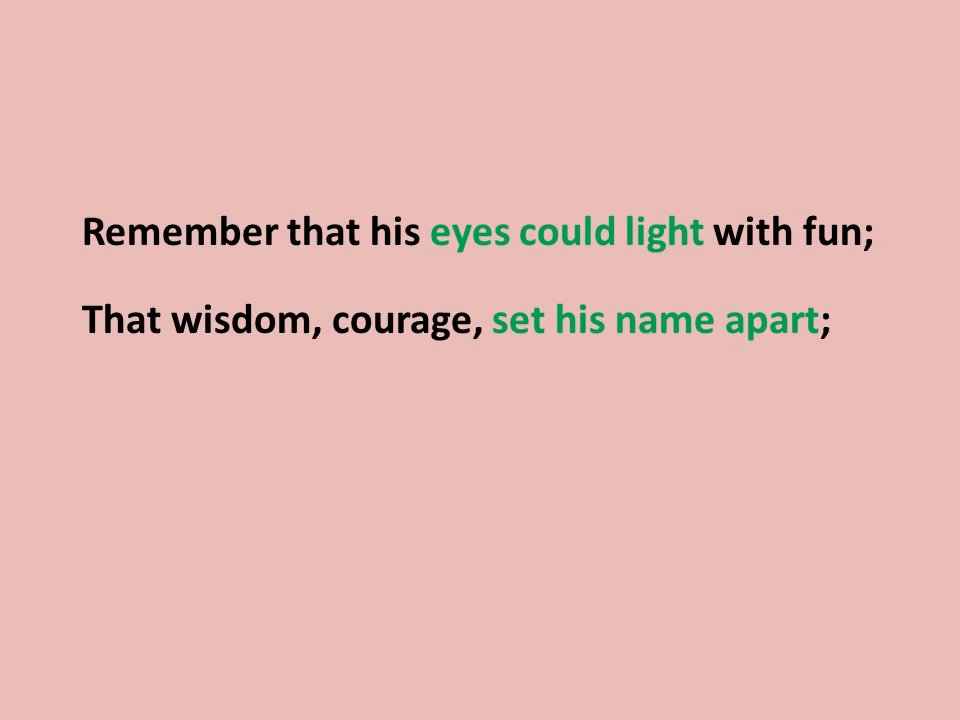 Remember that his eyes could light with fun;
That wisdom, courage, set his name apart;